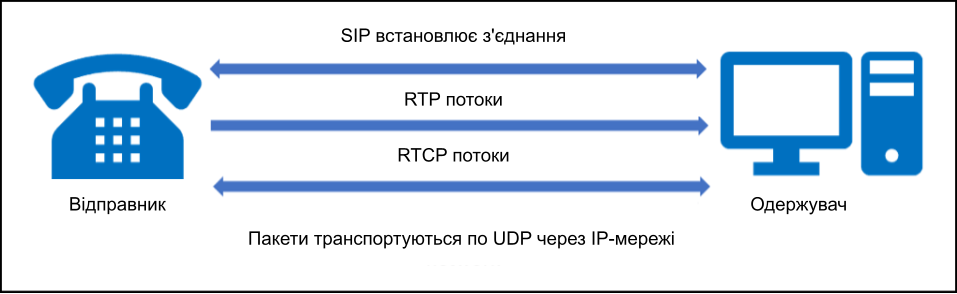 SIP встановлює з'єднання
RTP потоки
RTCP потоки
Відправник
Одержувач
Пакети транспортуються по UDP через IP-мережі